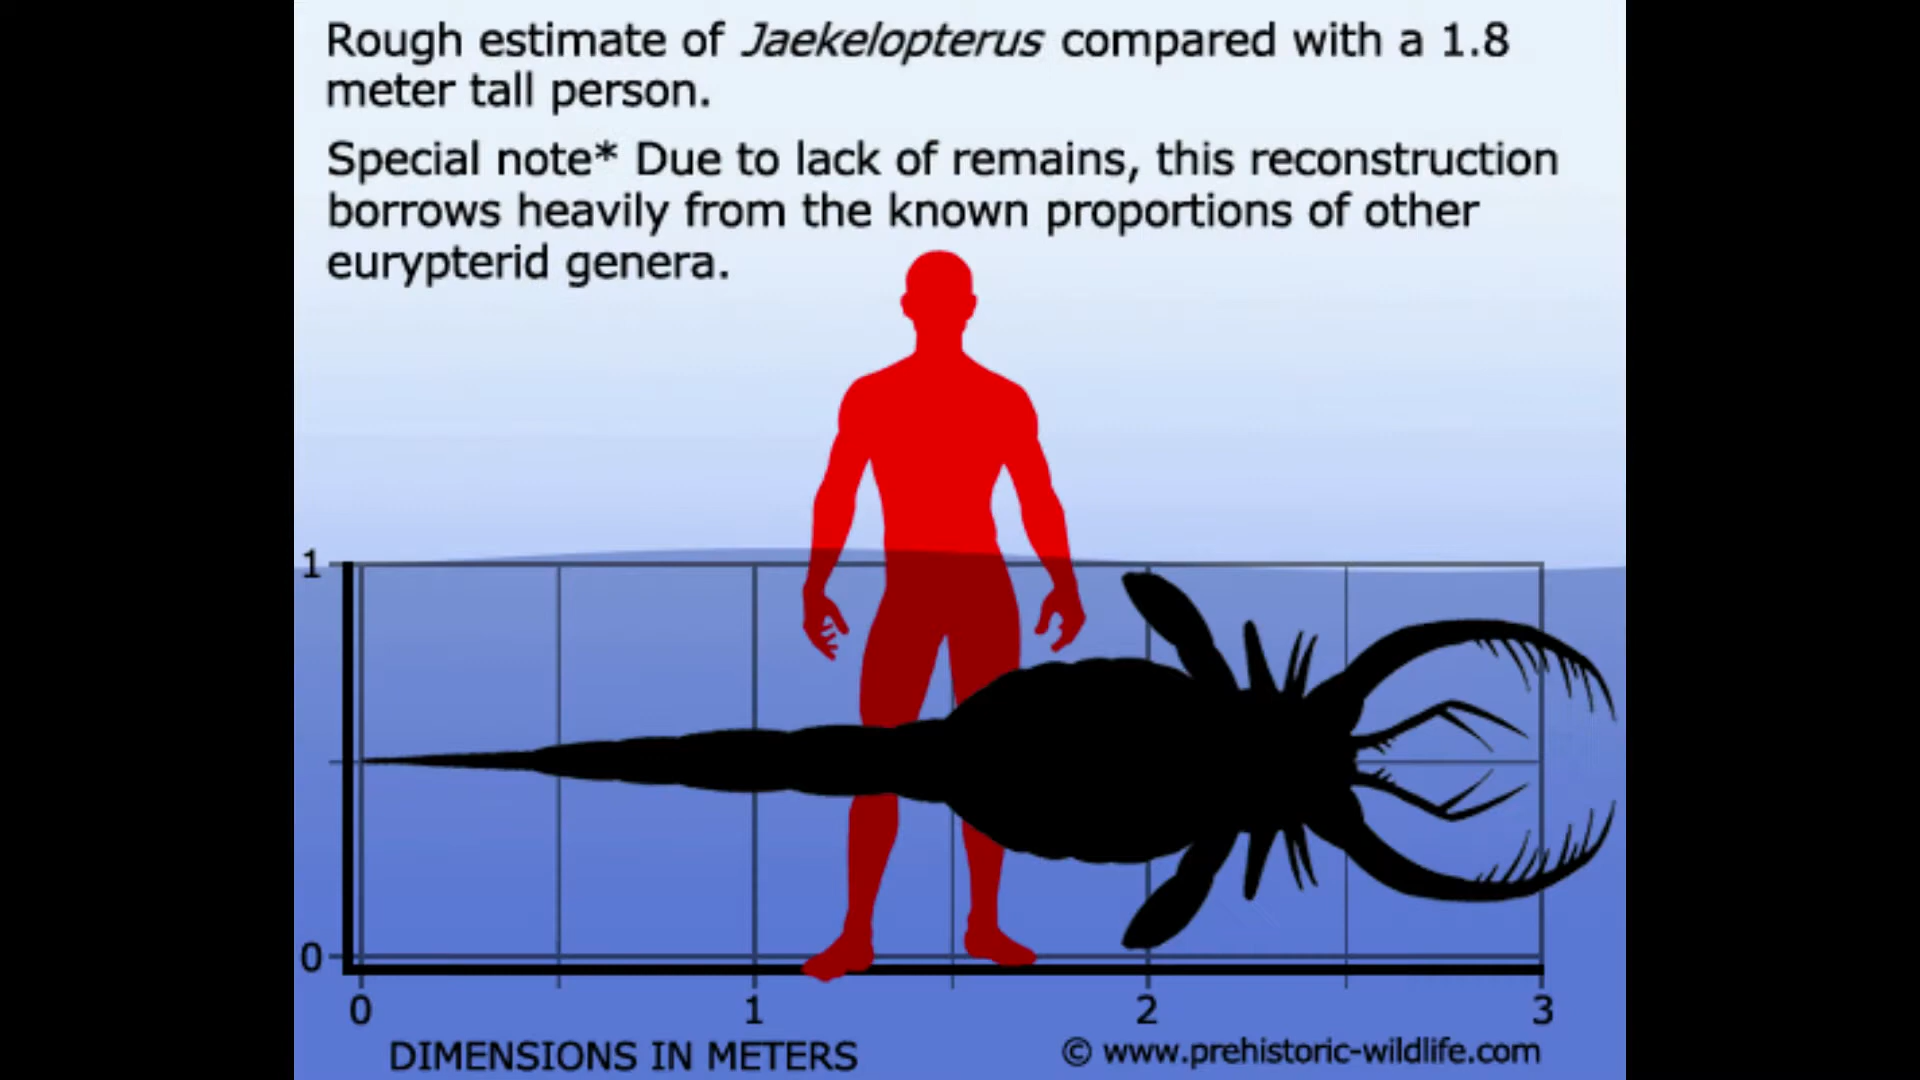 Rough estimate of Jaekelopterus compared with a 1.8
meter tall person.
Special note* Due to lack of remains, this reconstruction
borrows heavily from the known proportions of other
eurypterid genera.
1
0
0 1 2 3
DIMENSIONS IN METERS © www.prehistoric-wildlife.com